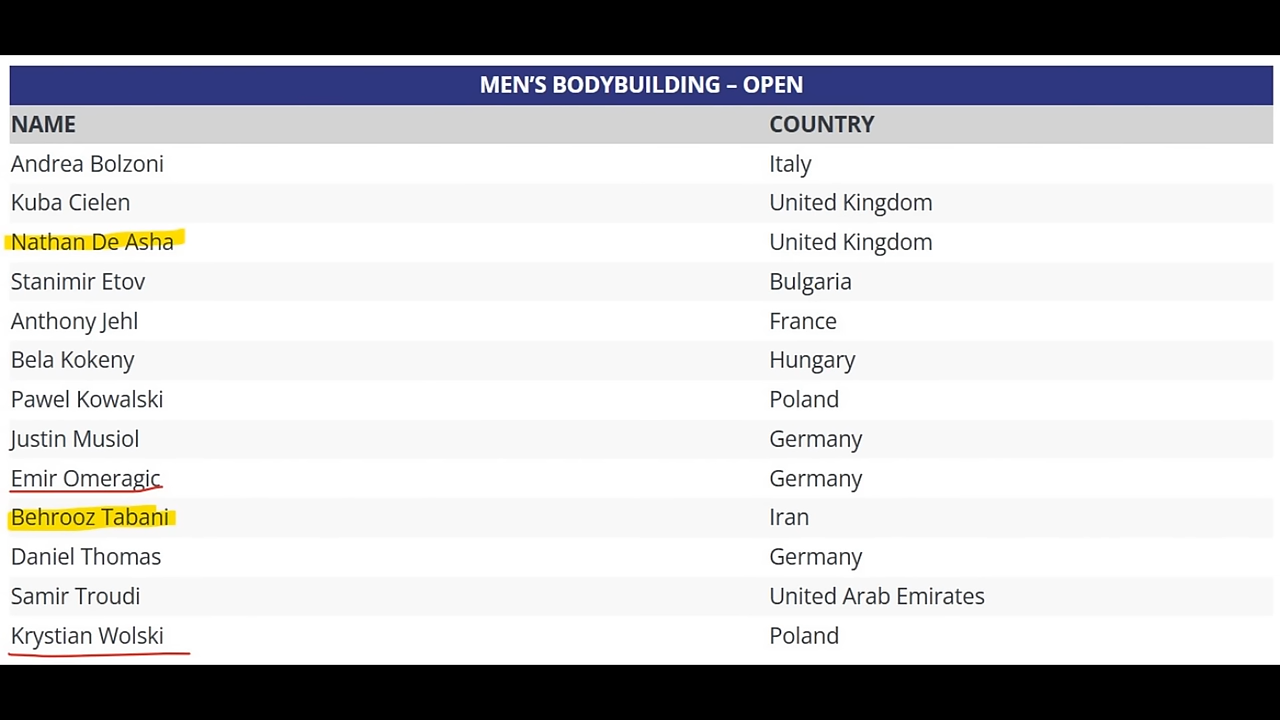 MEN'S BODYBUILDING – OPEN
NAME COUNTRY
Andrea Bolzoni Italy
Kuba Cielen United Kingdom
Nathan De Asha United Kingdom
Stanimir Etov Bulgaria
Anthony Jehl France
Bela Kokeny Hungary
Pawel Kowalski Poland
Justin Musiol Germany
Emir Omeragic Germany
Behrooz Tabani Iran
Daniel Thomas Germany
Samir Troudi United Arab Emirates
Krystian Wolski Poland